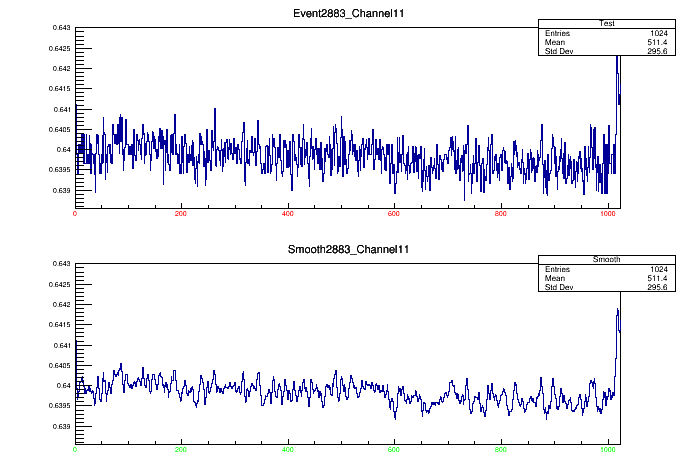 Event2883_Channel11
Test
Entries 1024
Mean 511.4
Std Dev 295.6
0.643
0.6425
0.642
0.6415
0.641
0.6405
0.64
0.6395
0.639
0 200 400 600 800 1000
Smooth2883_Channel11
Smooth
Entries 1024
Mean 511.4
Std Dev 295.6
0.643
0.6425
0.642
0.6415
0.641
0.6405
0.64
0.6395
0.639
0 200 400 600 800 1000